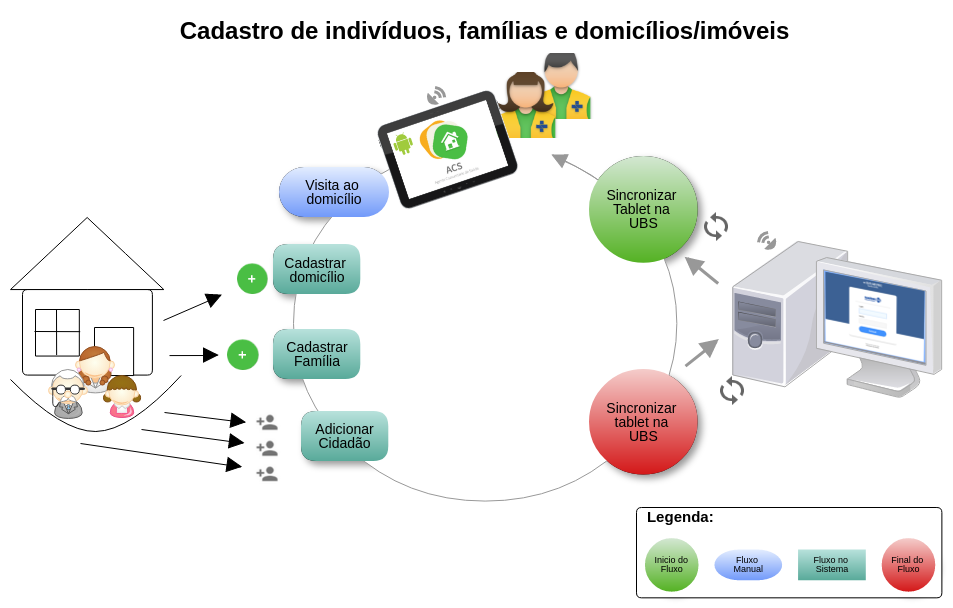 Cadastro de indivíduos, famílias e domicílios/imóveis
ACS
Visita ao
domicílio
Sincronizar
Tablet na
UBS
Cadastrar
domicílio
+
Cadastrar
Família
+
Adicionar
Cidadão
Sincronizar
tablet na
UBS
Legenda:
Inicio do
Fluxo
Fluxo
Manual
Fluxo no
Sistema
Final do
Fluxo